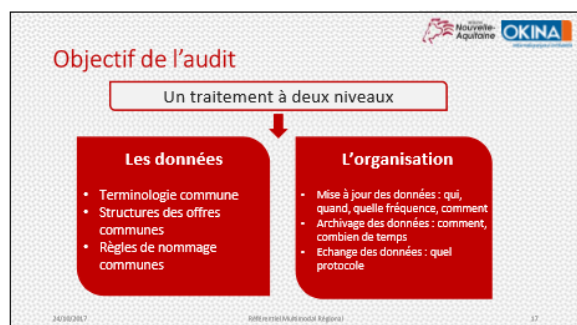 Nouvelle-
Aquitaine
OKINA
Objectif de l'audit
Un traitement à deux niveaux
Les données
• Terminologie commune
• Structures des offres
communes
• Règles de nommage
communes
L'organisation
• Mise à jour des données : qui,
quand, quelle fréquence, comment
• Archivage des données : comment,
combien de temps
• Echange des données : quel
protocole
24/10/2017
Référentiel Multimodal Régional
17